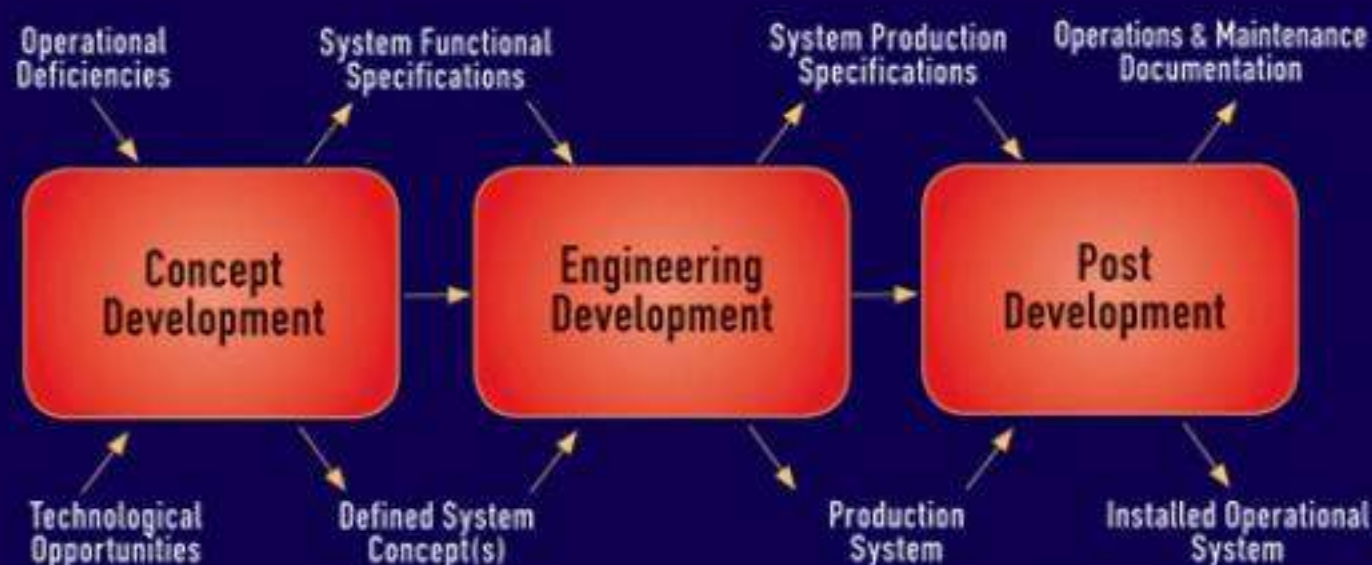 Operational
Deficiencies
System Functional
Specifications
System Production
Specifications
Operations & Maintenance
Documentation
Concept
Development
Engineering
Development
Post
Development
Technological
Opportunities
Defined System
Concept(s)
Production
System
Installed Operational
System